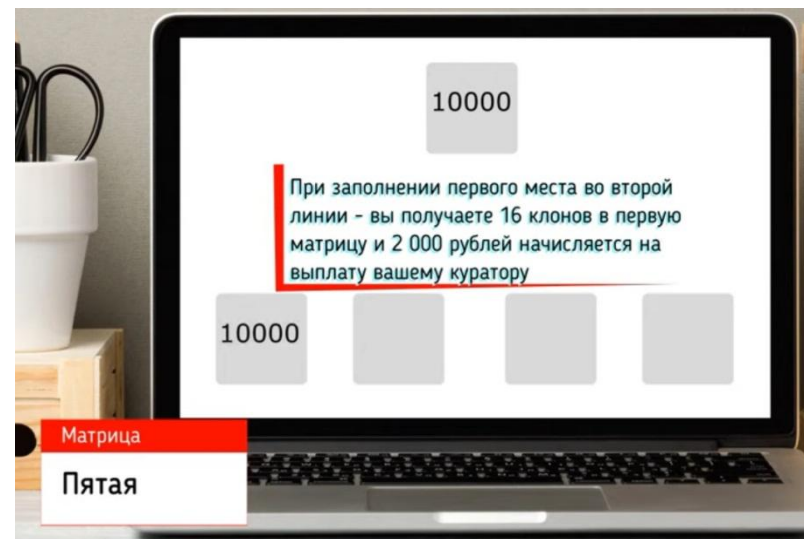 10000
При заполнении первого места во второй
линии - вы получаете 16 клонов в первую
матрицу и 2 000 рублей начисляется на
выплату вашему куратору
10000
Матрица
Пятая